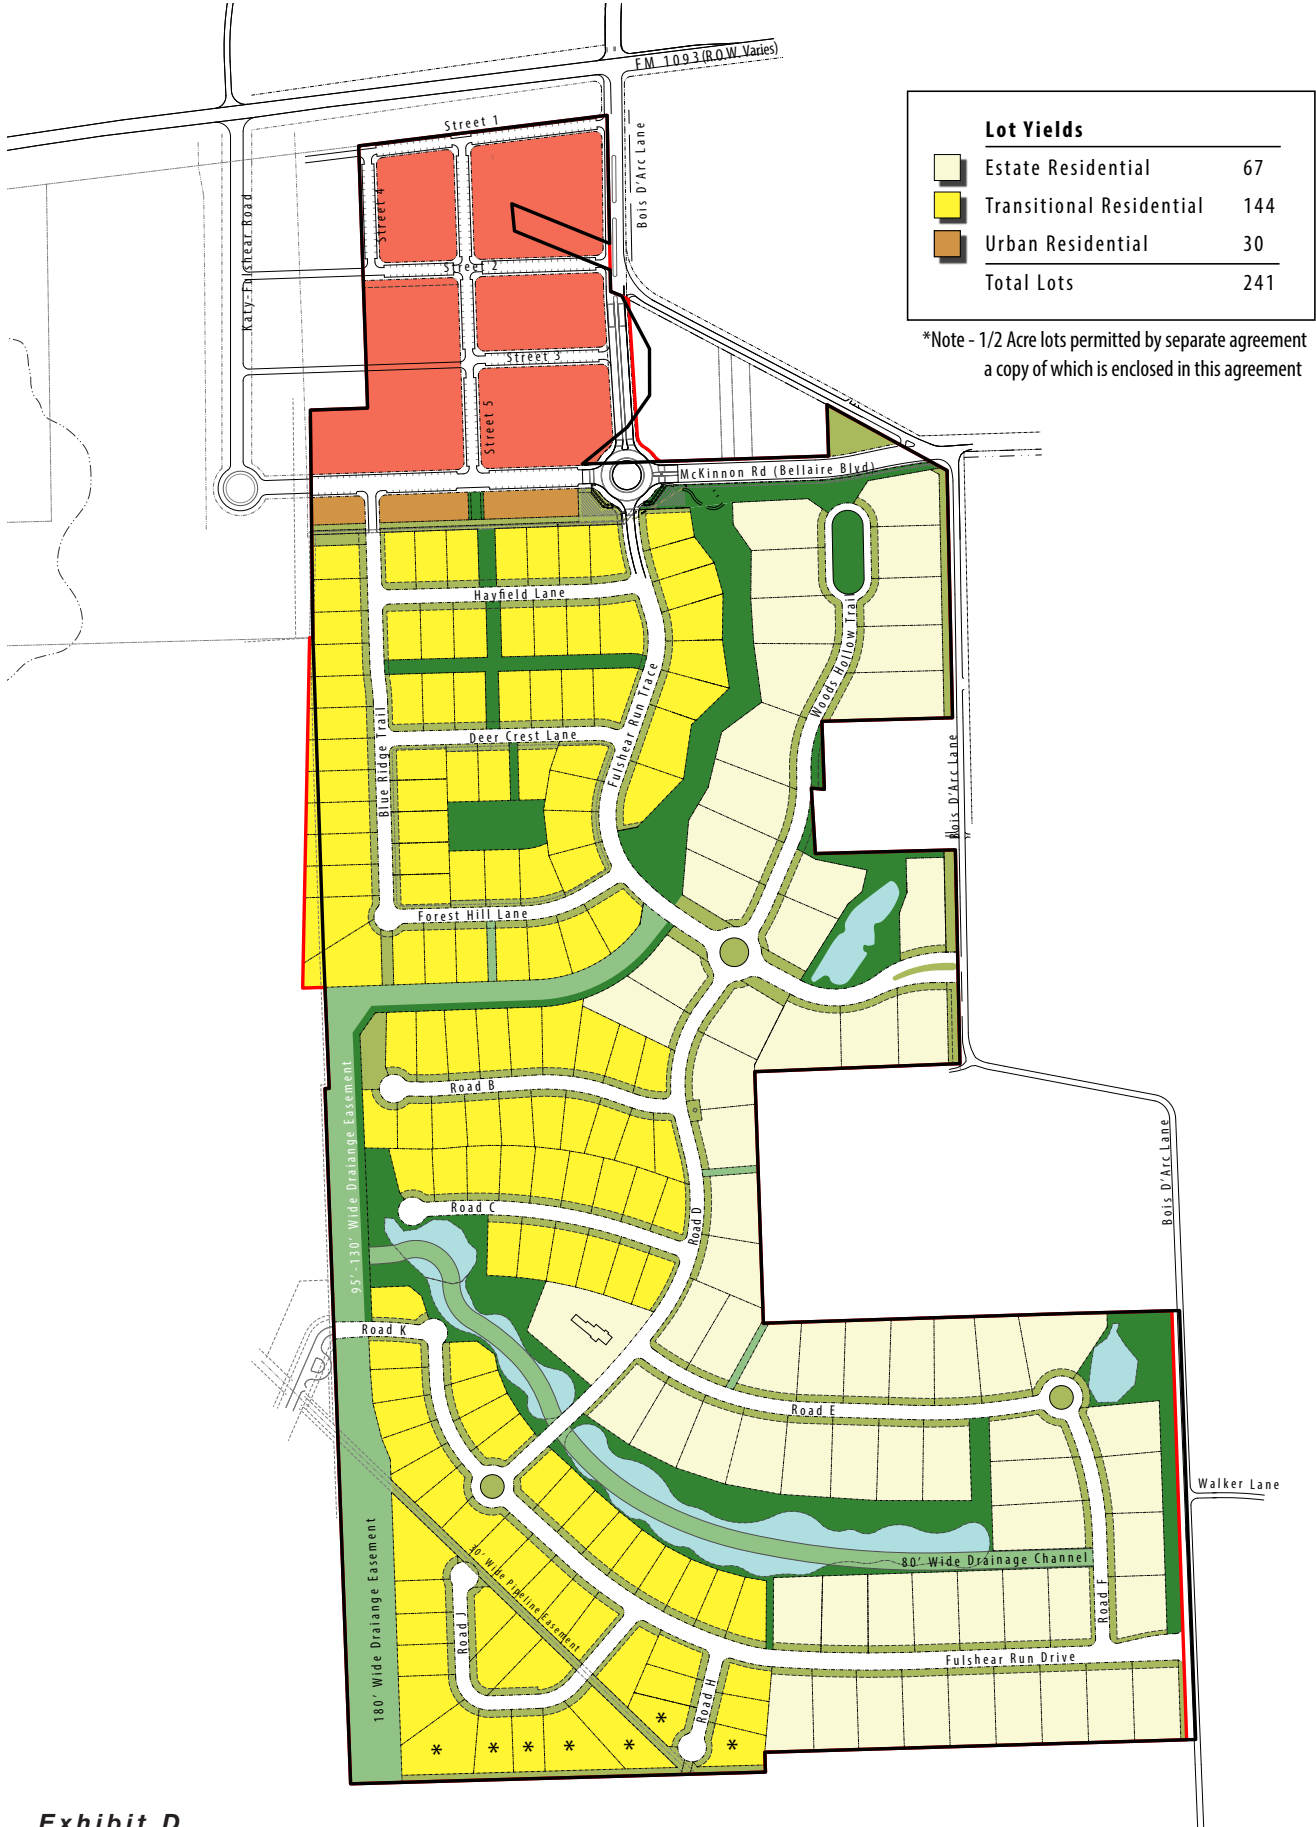 FM 1093 (R.O.W. Varies)
Street 1
Bois D'Arc Lane
Street 4
Katy-Fulshear Road
Street 2
Street 3
Street 5
McKinnon Rd (Bellaire Blvd)
Lot Yields
Estate Residential 67
Transitional Residential 144
Urban Residential 30
Total Lots 241
*Note - 1/2 Acre lots permitted by separate agreement
a copy of which is enclosed in this agreement
Hayfield Lane
Woods Hollow Trail
Fulshear Run Trace
Blue Ridge Trail
Deer Crest Lane
Bois D'Arc Lane
Forest Hill Lane
95'-130' Wide Draiange Easement
Road B
Bois D'Arc Lane
Road C
Road D
Road K
Road E
Walker Lane
180' Wide Draiange Easement
30' Wide Pipeline Easement
80' Wide Drainage Channel
Road J
Road F
Fulshear Run Drive
Road H
*
* * * * * *
Exhibit D